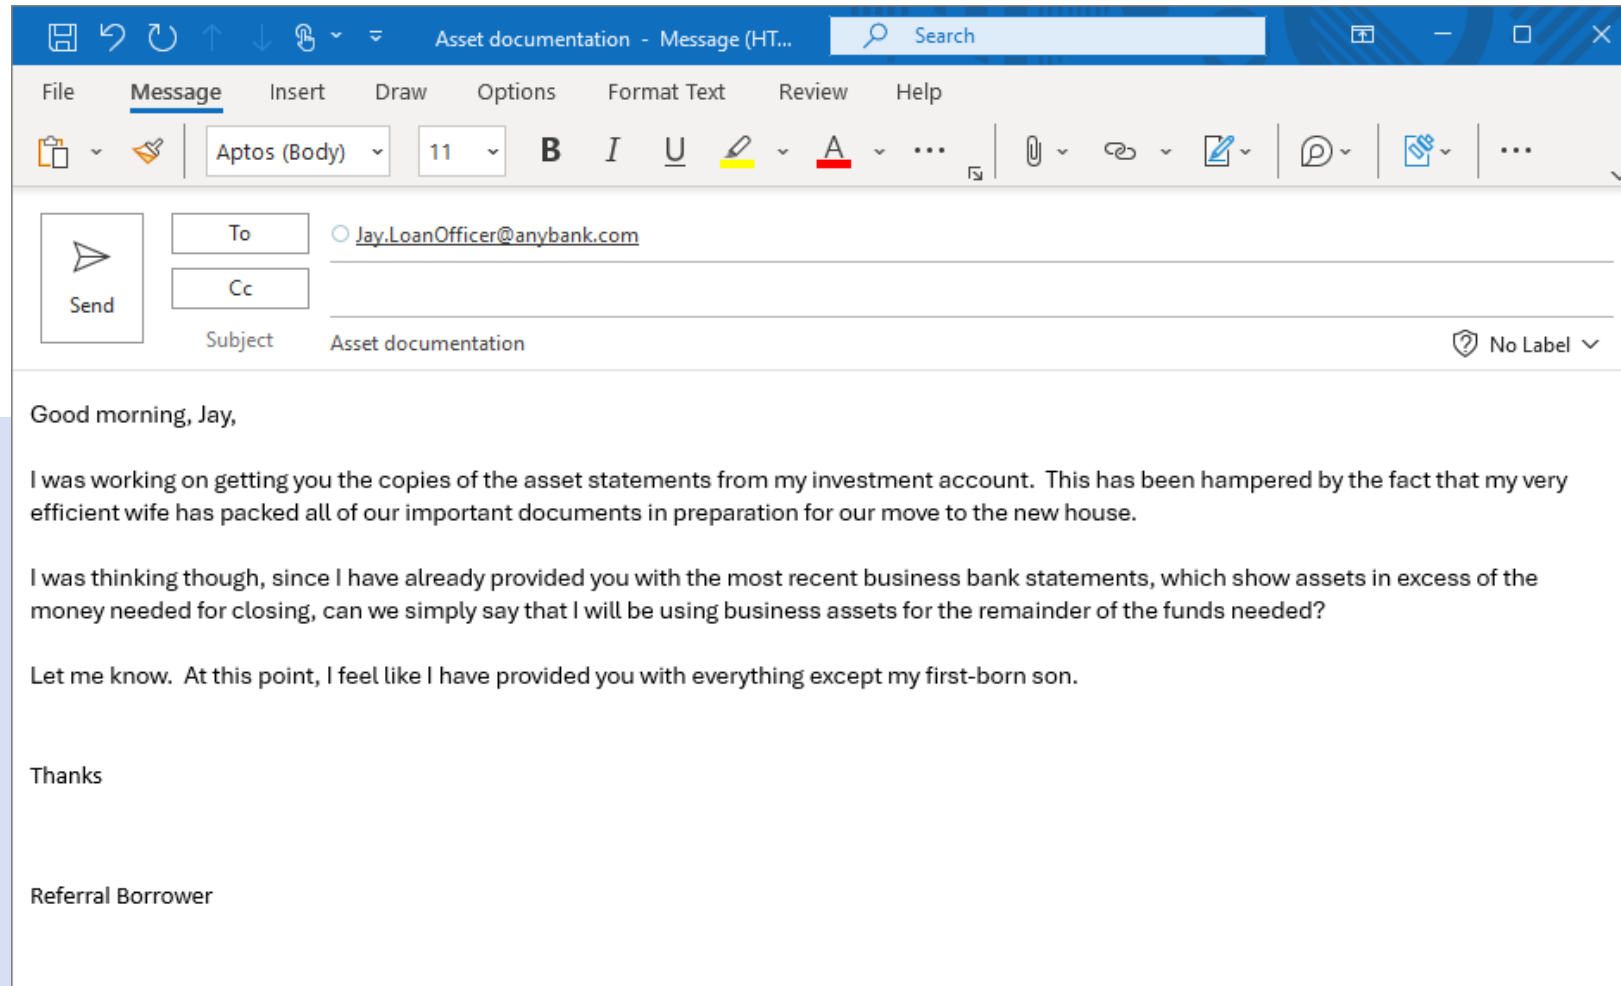 Asset documentation - Message (HT...
Search
File Message Insert Draw Options Format Text Review Help
Aptos (Body) 11 B I U A ...
To Jay.LoanOfficer@anybank.com
Cc
Send
Subject Asset documentation No Label
Good morning, Jay,
I was working on getting you the copies of the asset statements from my investment account.  This has been hampered by the fact that my very
efficient wife has packed all of our important documents in preparation for our move to the new house.
I was thinking though, since I have already provided you with the most recent business bank statements, which show assets in excess of the
money needed for closing, can we simply say that I will be using business assets for the remainder of the funds needed?
Let me know.  At this point, I feel like I have provided you with everything except my first-born son.
Thanks
Referral Borrower